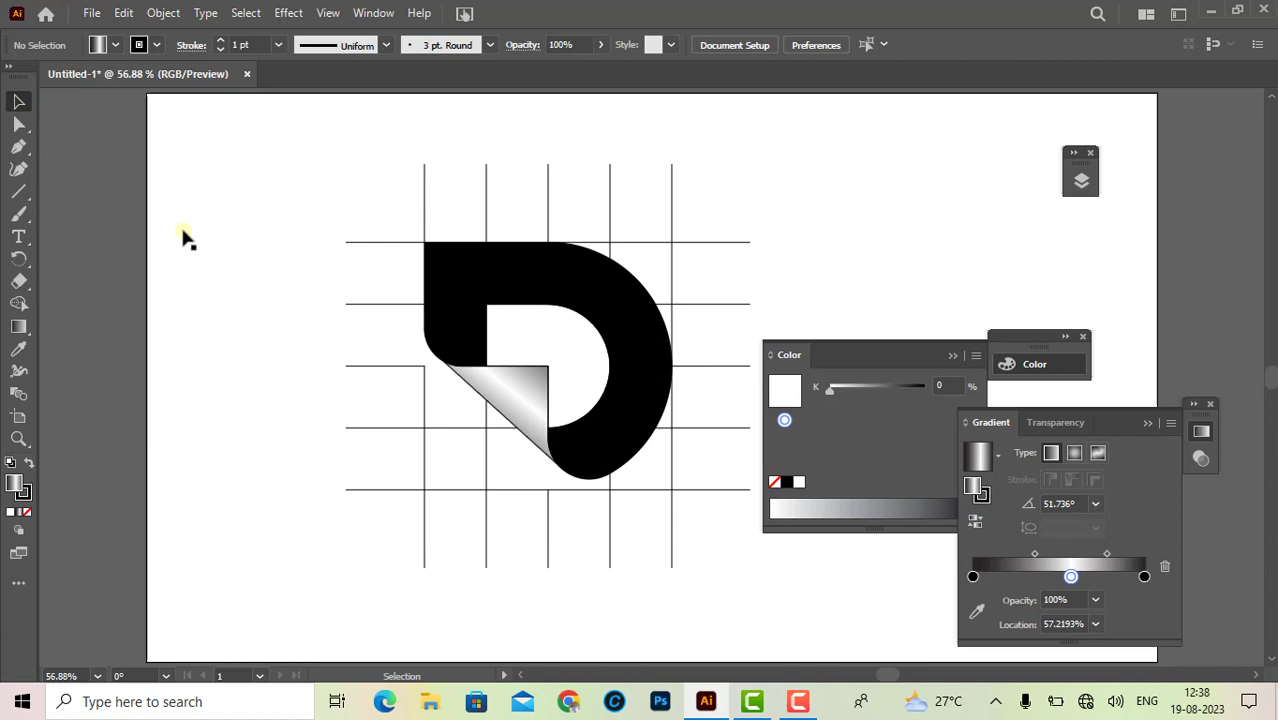 Ai File Edit Object Type Select Effect View Window Help
No Selection Stroke: 1 pt Uniform 3 pt. Round Opacity: 100% Style: Document Setup Preferences
Untitled-1* @ 56.88 % (RGB/Preview)
Color
K 0 %
Color
Gradient Transparency
Type:
Stroke:
51.736°
Opacity: 100%
Location: 57.2193%
56.88% 0° 1 Selection
Type here to search Ps Ai 27°C ENG 12:38
19-08-2023